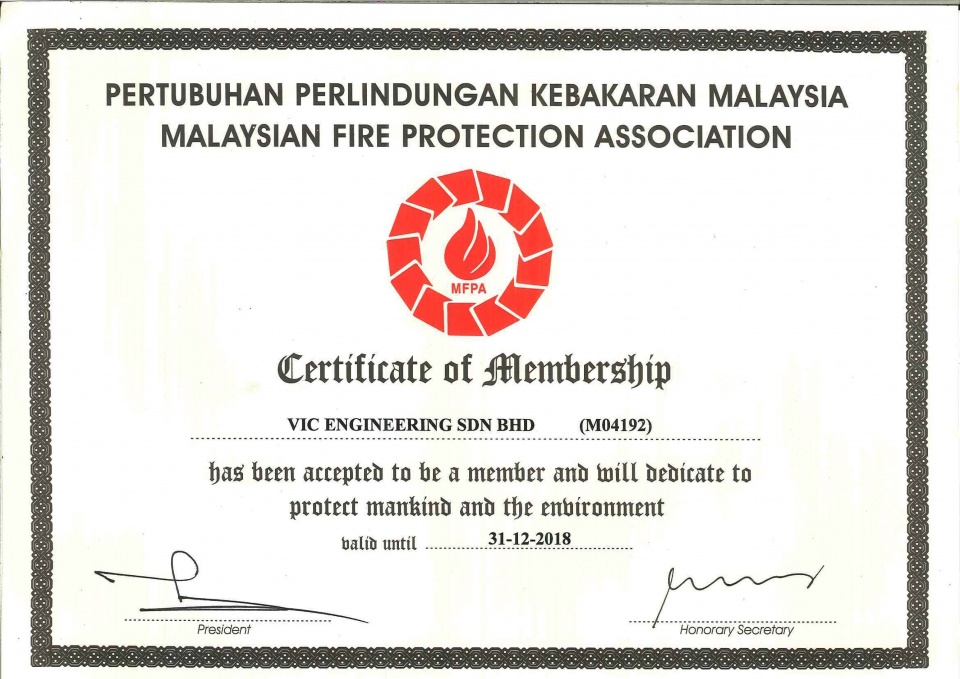 PERTUBUHAN PERLINDUNGAN KEBAKARAN MALAYSIA
MALAYSIAN FIRE PROTECTION ASSOCIATION
MFPA
Certificate of Membership
VIC ENGINEERING SDN BHD (M04192)
has been accepted to be a member and will dedicate to
protect mankind and the environment
valid until 31-12-2018
President Honorary Secretary